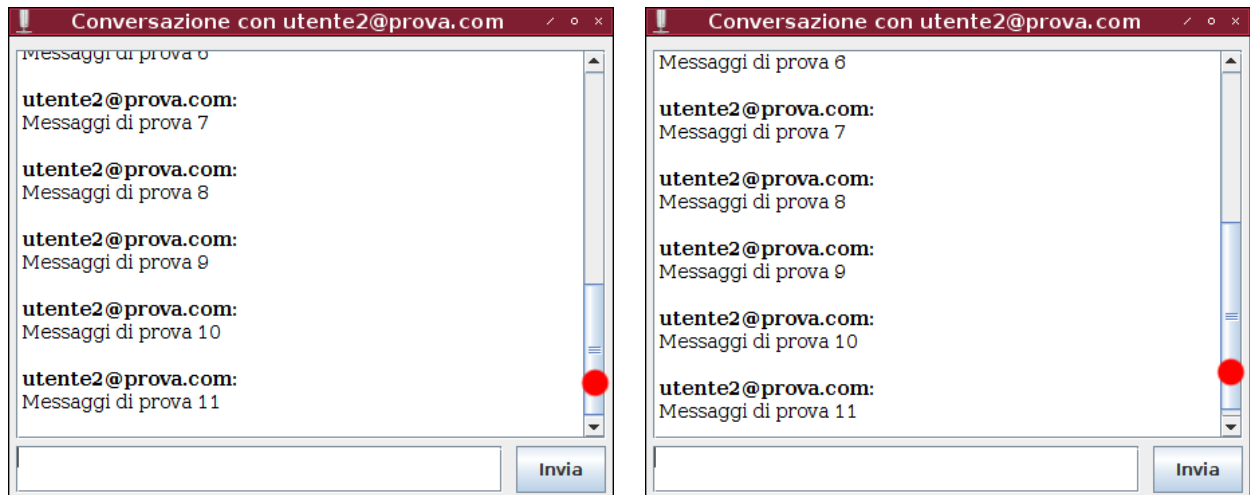 Conversazione con utente2@prova.com
Messaggi di prova 6
utente2@prova.com:
Messaggi di prova 7
utente2@prova.com:
Messaggi di prova 8
utente2@prova.com:
Messaggi di prova 9
utente2@prova.com:
Messaggi di prova 10
utente2@prova.com:
Messaggi di prova 11
Invia
Conversazione con utente2@prova.com
Messaggi di prova 6
utente2@prova.com:
Messaggi di prova 7
utente2@prova.com:
Messaggi di prova 8
utente2@prova.com:
Messaggi di prova 9
utente2@prova.com:
Messaggi di prova 10
utente2@prova.com:
Messaggi di prova 11
Invia